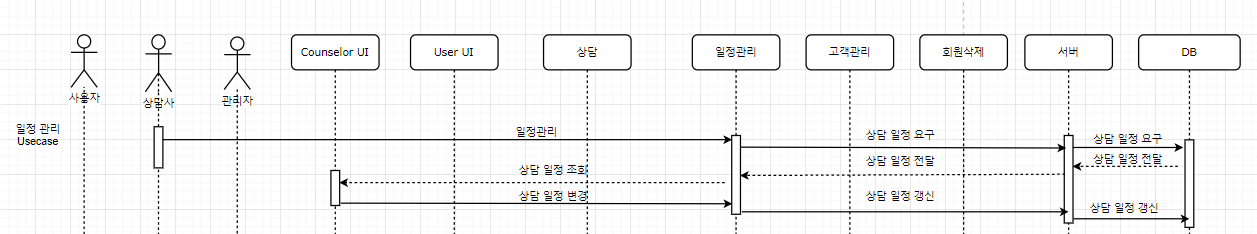 Counselor UI
User UI
상담
일정관리
고객관리
회원삭제
서버
DB
사용자
상담사
관리자
일정 관리
Usecase
일정관리
상담 일정 요구
상담 일정 요구
상담 일정 전달
상담 일정 전달
상담 일정 조회
상담 일정 변경
상담 일정 갱신
상담 일정 갱신